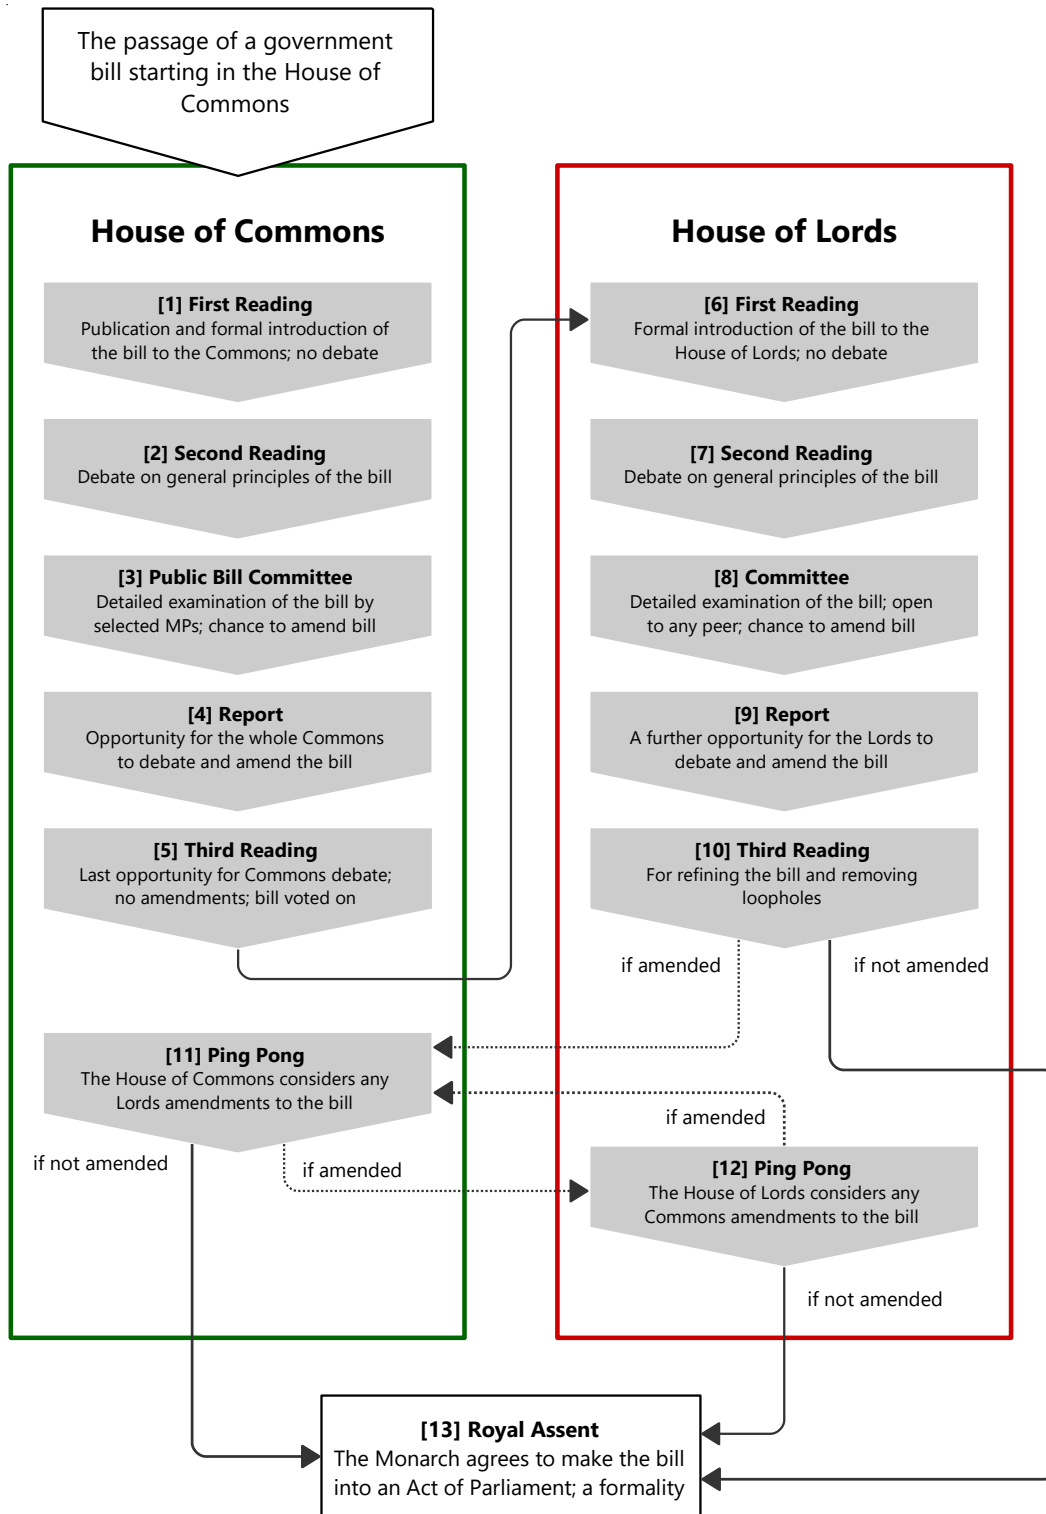 The passage of a government
bill starting in the House of
Commons
House of Commons
[1] First Reading
Publication and formal introduction of
the bill to the Commons; no debate
[2] Second Reading
Debate on general principles of the bill
[3] Public Bill Committee
Detailed examination of the bill by
selected MPs; chance to amend bill
[4] Report
Opportunity for the whole Commons
to debate and amend the bill
[5] Third Reading
Last opportunity for Commons debate;
no amendments; bill voted on
House of Lords
[6] First Reading
Formal introduction of the bill to the
House of Lords; no debate
[7] Second Reading
Debate on general principles of the bill
[8] Committee
Detailed examination of the bill; open
to any peer; chance to amend bill
[9] Report
A further opportunity for the Lords to
debate and amend the bill
[10] Third Reading
For refining the bill and removing
loopholes
if amended
if not amended
[11] Ping Pong
The House of Commons considers any
Lords amendments to the bill
if not amended
if amended
if amended
[12] Ping Pong
The House of Lords considers any
Commons amendments to the bill
if not amended
[13] Royal Assent
The Monarch agrees to make the bill
into an Act of Parliament; a formality